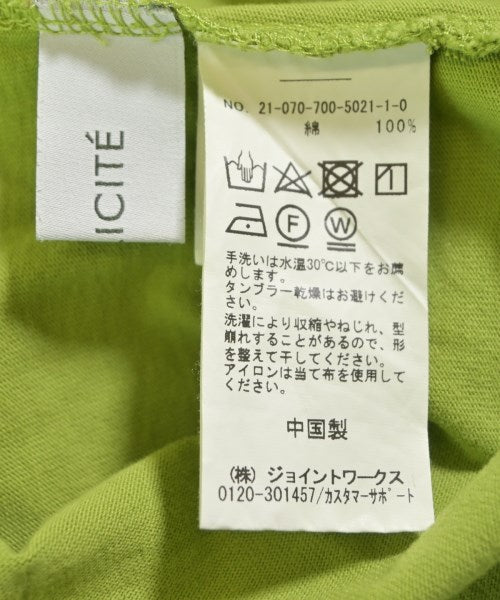 ICITÉ
NO. 21-070-700-5021-1-0
綿 100%
F W
手洗いは水温30℃以下をお薦
めします。
タンブラー乾燥はお避けくだ
さい。
洗濯により収縮やねじれ、型
崩れすることがあるので、形
を整えて干してください。
アイロンは当て布を使用して
ください。
中国製
(株) ジョイントワークス
0120-301457/カスタマーサポート